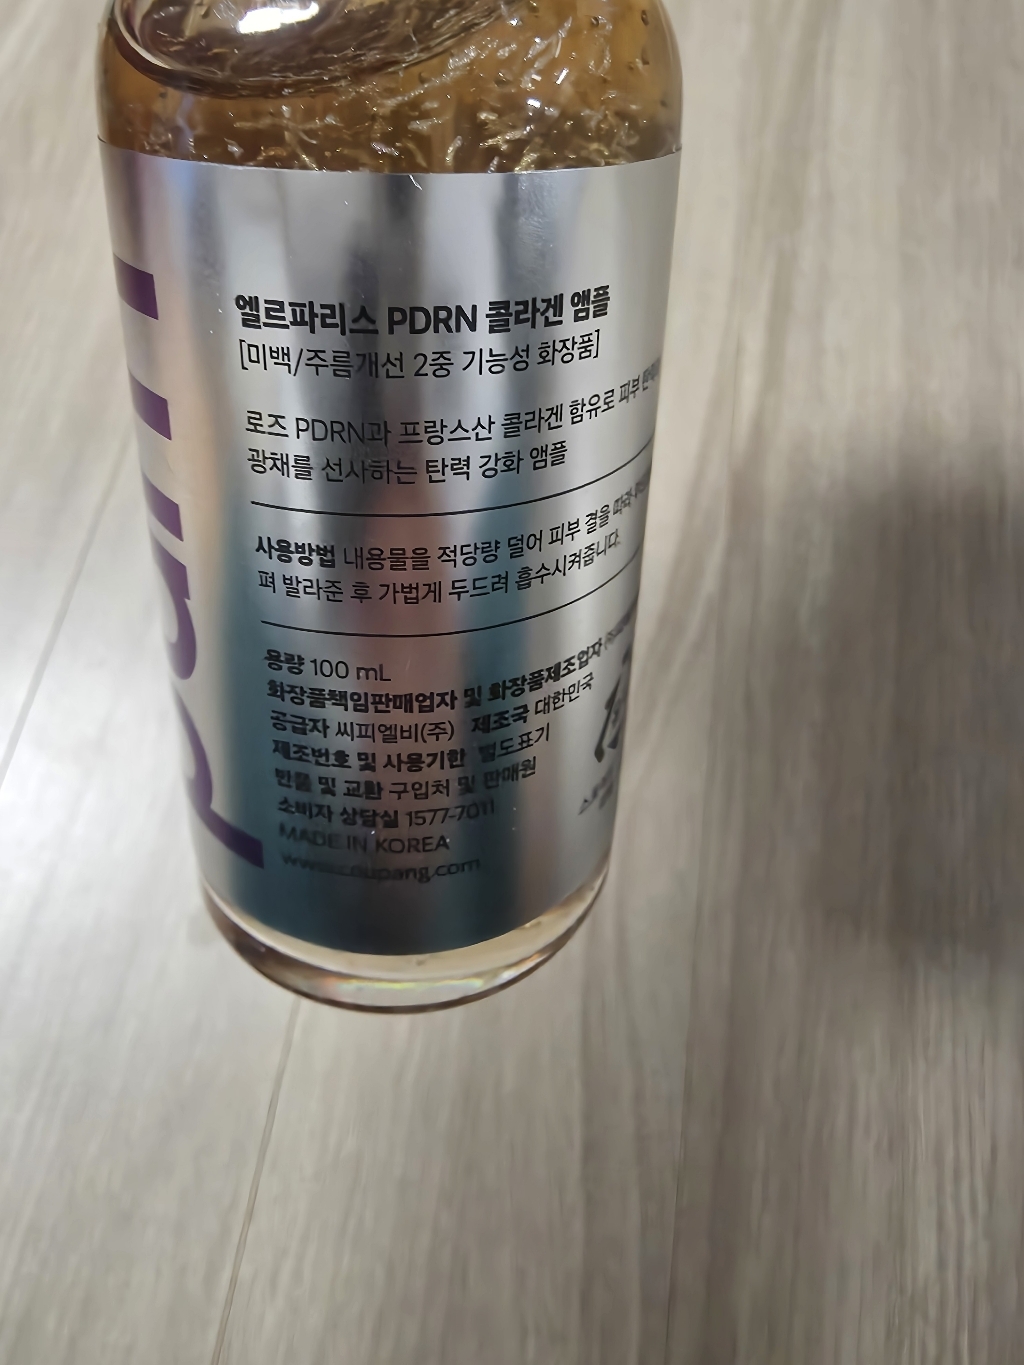 엘르파리스 PDRN 콜라겐 앰플
[미백/주름개선 2중 기능성 화장품]
로즈 PDRN과 프랑스산 콜라겐 함유로 피부
광채를 선사하는 탄력 강화 앰플
사용방법 내용물을 적당량 덜어 피부 결을 따라
펴 발라준 후 가볍게 두드려 흡수시켜줍니다.
용량 100 mL
화장품책임판매업자 및 화장품제조업자
공급자 씨피엘비(주) 제조국 대한민국
제조번호 및 사용기한 별도표기
반품 및 교환 구입처 및 판매원
소비자 상담실 1577-7011
MADE IN KOREA
www.coupang.com